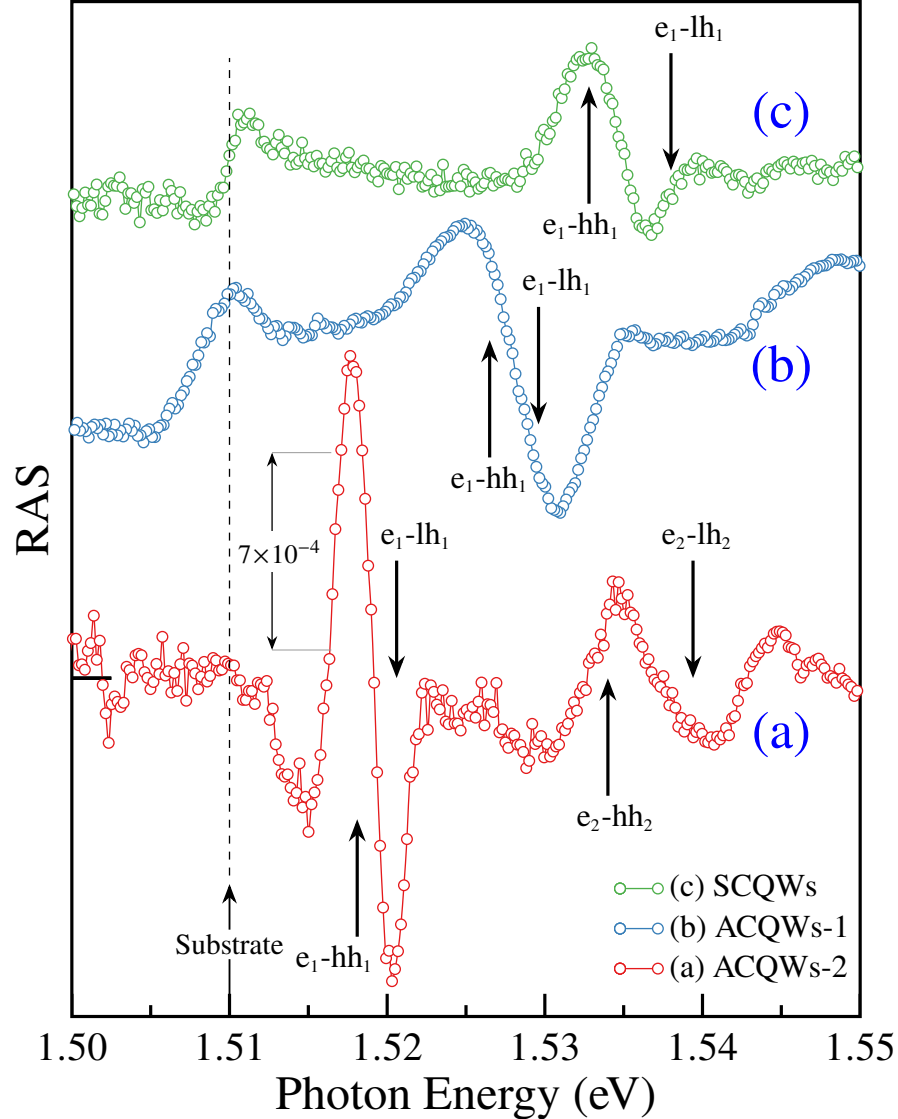 e₁-lh₁
(c)
e₁-hh₁
e₁-lh₁
(b)
e₁-hh₁
RAS
7×10⁻⁴
e₁-lh₁
e₂-lh₂
(a)
e₂-hh₂
e₁-hh₁
Substrate
(c) SCQWs
(b) ACQWs-1
(a) ACQWs-2
1.50 1.51 1.52 1.53 1.54 1.55
Photon Energy (eV)